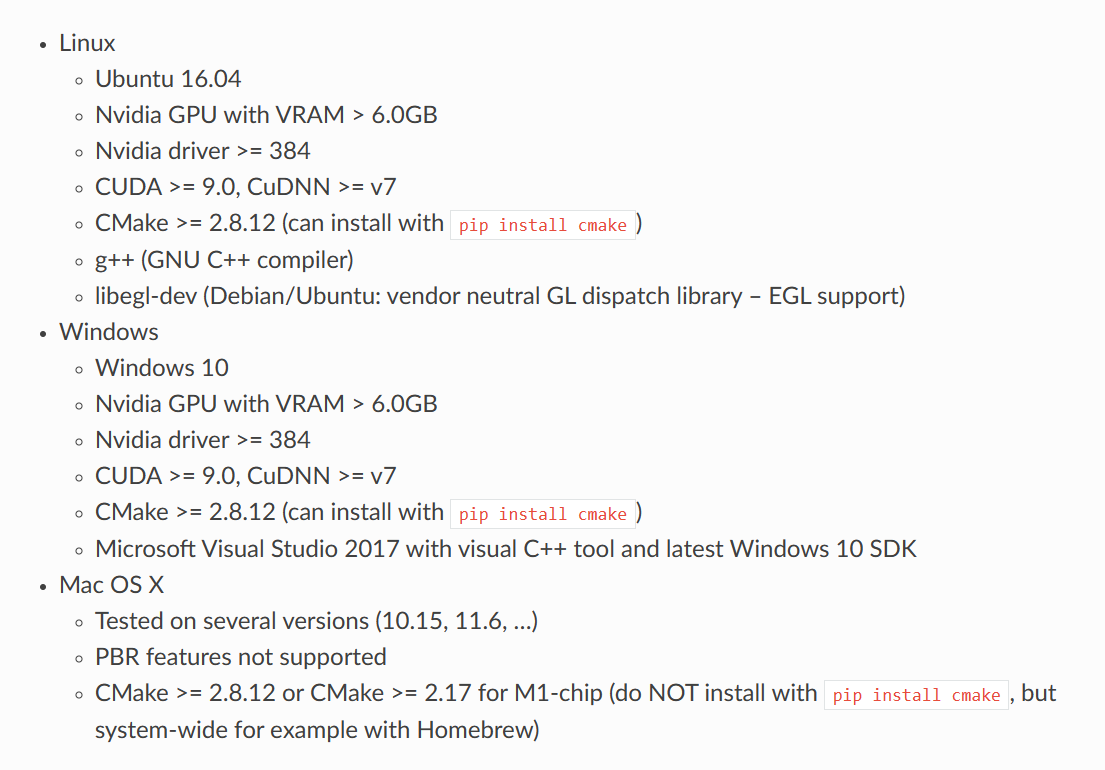 Linux
Ubuntu 16.04
Nvidia GPU with VRAM > 6.0GB
Nvidia driver >= 384
CUDA >= 9.0, CuDNN >= v7
CMake >= 2.8.12 (can install with pip install cmake)
g++ (GNU C++ compiler)
libegl-dev (Debian/Ubuntu: vendor neutral GL dispatch library – EGL support)
Windows
Windows 10
Nvidia GPU with VRAM > 6.0GB
Nvidia driver >= 384
CUDA >= 9.0, CuDNN >= v7
CMake >= 2.8.12 (can install with pip install cmake)
Microsoft Visual Studio 2017 with visual C++ tool and latest Windows 10 SDK
Mac OS X
Tested on several versions (10.15, 11.6, …)
PBR features not supported
CMake >= 2.8.12 or CMake >= 2.17 for M1-chip (do NOT install with pip install cmake, but
system-wide for example with Homebrew)